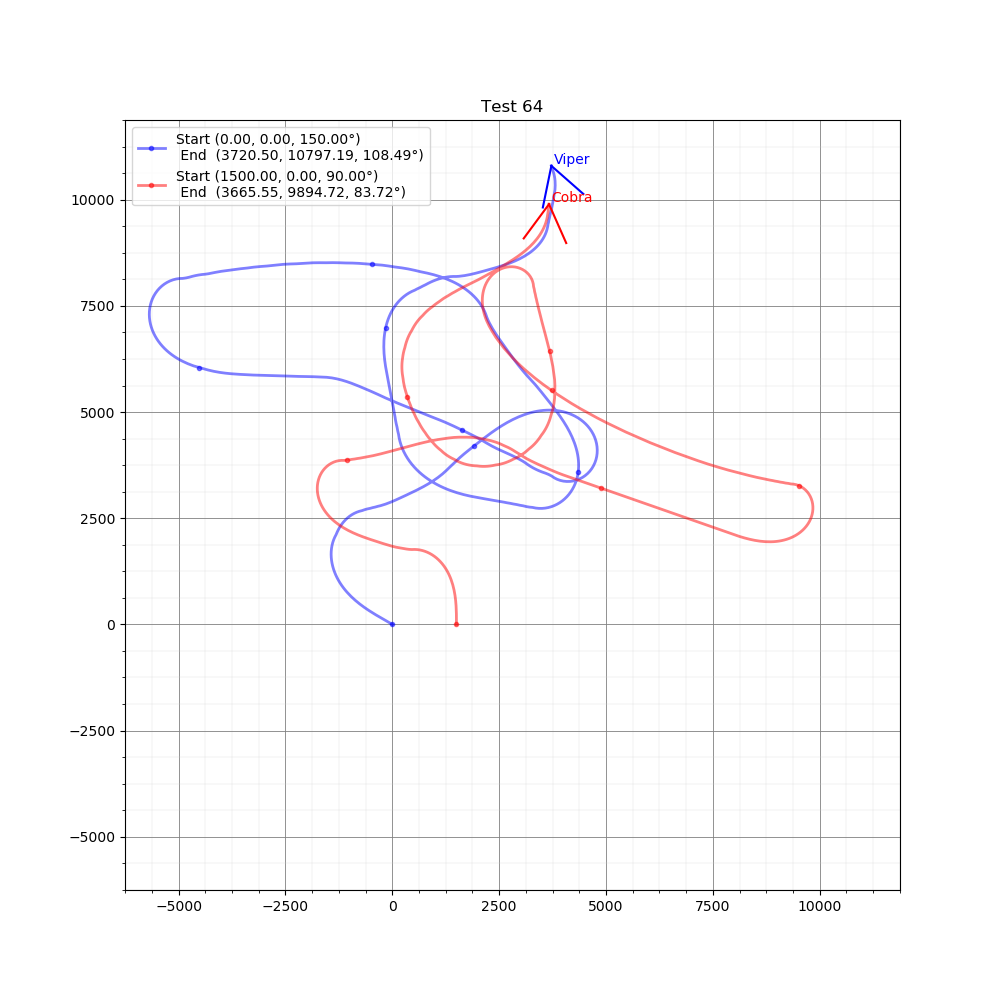 Test 64
Start (0.00, 0.00, 150.00°)
End  (3720.50, 10797.19, 108.49°)
Start (1500.00, 0.00, 90.00°)
End  (3665.55, 9894.72, 83.72°)
Viper
Cobra
10000
7500
5000
2500
0
−2500
−5000
−5000 −2500 0 2500 5000 7500 10000